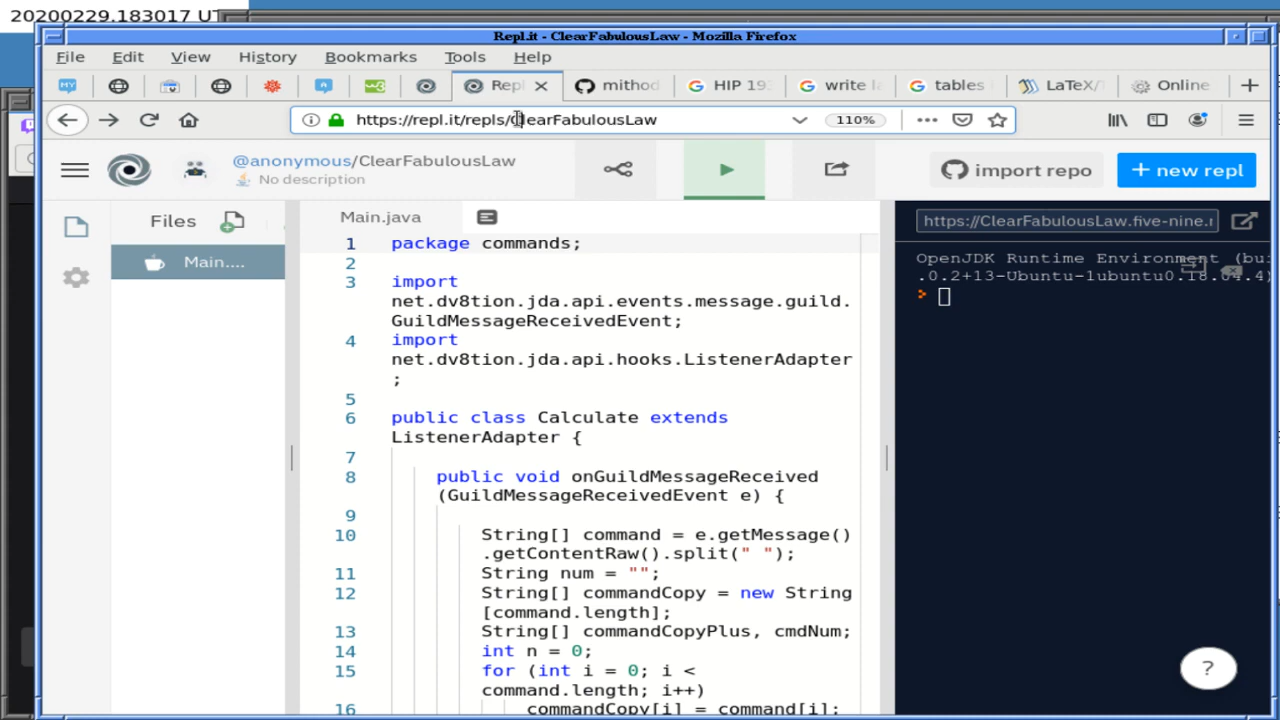 20200229.183017 UT
Repl.it - ClearFabulousLaw - Mozilla Firefox
File Edit View History Bookmarks Tools Help
Repl mithod HIP 193 write la tables LaTeX/ Online
https://repl.it/repls/ClearFabulousLaw 110%
@anonymous/ClearFabulousLaw
No description
import repo + new repl
Files Main.java https://ClearFabulousLaw.five-nine.r
Main....
1 package commands;
2
3 import
net.dv8tion.jda.api.events.message.guild.
GuildMessageReceivedEvent;
4 import
net.dv8tion.jda.api.hooks.ListenerAdapter
;
5
6 public class Calculate extends
ListenerAdapter {
7
8 public void onGuildMessageReceived
(GuildMessageReceivedEvent e) {
9
10 String[] command = e.getMessage()
.getContentRaw().split(" ");
11 String num = "";
12 String[] commandCopy = new String
[command.length];
13 String[] commandCopyPlus, cmdNum;
14 int n = 0;
15 for (int i = 0; i <
command.length; i++)
16 commandCopy[i] = command[i];
OpenJDK Runtime Environment (bu
.0.2+13-Ubuntu-1ubuntu0.18.04.4)
>
?